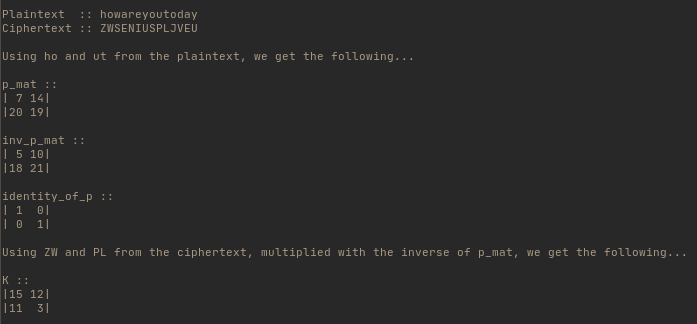 Plaintext  :: howareyoutoday
Ciphertext :: ZWSENIUSPLJVEU
Using ho and ut from the plaintext, we get the following...
p_mat ::
| 7 14|
|20 19|
inv_p_mat ::
| 5 10|
|18 21|
identity_of_p ::
| 1  0|
| 0  1|
Using ZW and PL from the ciphertext, multiplied with the inverse of p_mat, we get the following...
K ::
|15 12|
|11  3|